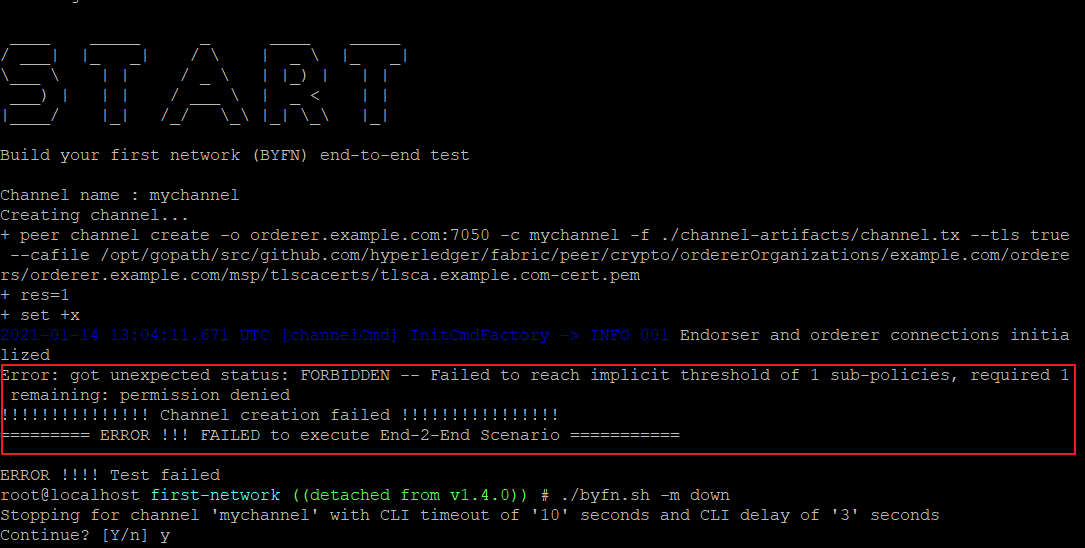 START
Build your first network (BYFN) end-to-end test
Channel name : mychannel
Creating channel...
+ peer channel create -o orderer.example.com:7050 -c mychannel -f ./channel-artifacts/channel.tx --tls true
--cafile /opt/gopath/src/github.com/hyperledger/fabric/peer/crypto/ordererOrganizations/example.com/ordere
rs/orderer.example.com/msp/tlscacerts/tlsca.example.com-cert.pem
+ res=1
+ set +x
2021-01-14 13:04:11.671 UTC [channelCmd] InitCmdFactory -> INFO 001 Endorser and orderer connections initia
lized
Error: got unexpected status: FORBIDDEN -- Failed to reach implicit threshold of 1 sub-policies, required 1
remaining: permission denied
!!!!!!!!!!!!!!! Channel creation failed !!!!!!!!!!!!!!!!
========= ERROR !!! FAILED to execute End-2-End Scenario ===========
ERROR !!!! Test failed
root@localhost first-network ((detached from v1.4.0)) # ./byfn.sh -m down
Stopping for channel 'mychannel' with CLI timeout of '10' seconds and CLI delay of '3' seconds
Continue? [Y/n] y